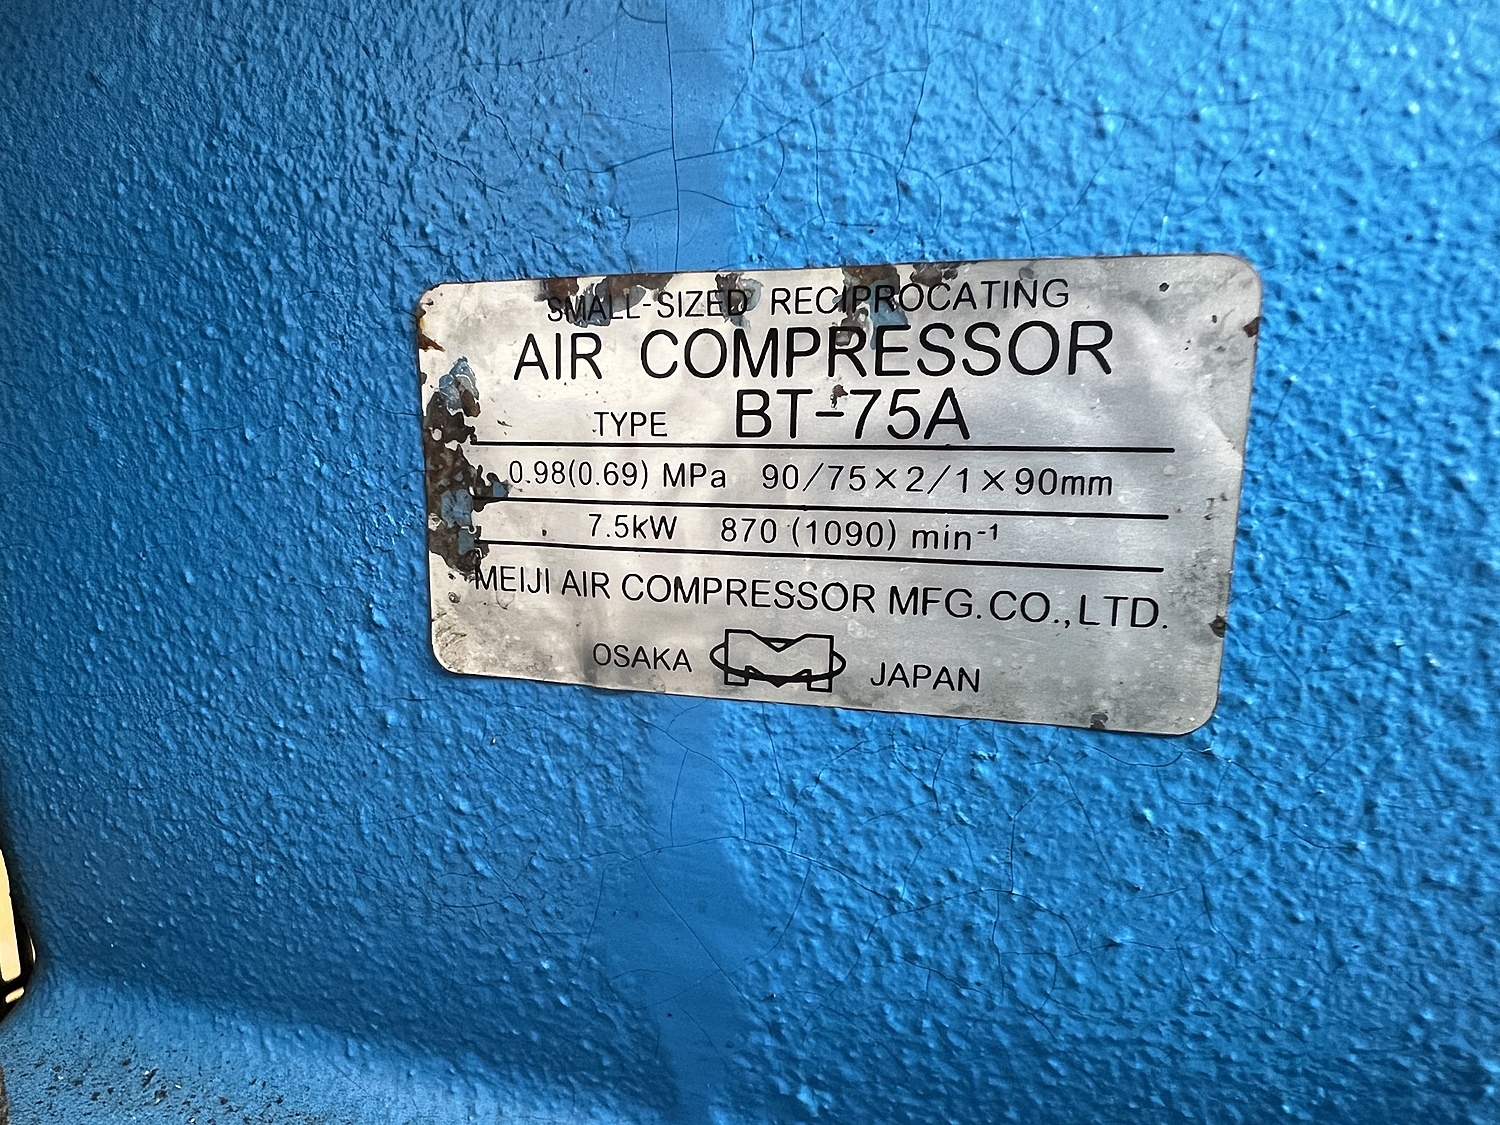 SMALL-SIZED RECIPROCATING
AIR COMPRESSOR
TYPE BT-75A
0.98(0.69) MPa 90/75×2/1×90mm
7.5kW 870 (1090) min⁻¹
MEIJI AIR COMPRESSOR MFG.CO.,LTD.
OSAKA M JAPAN